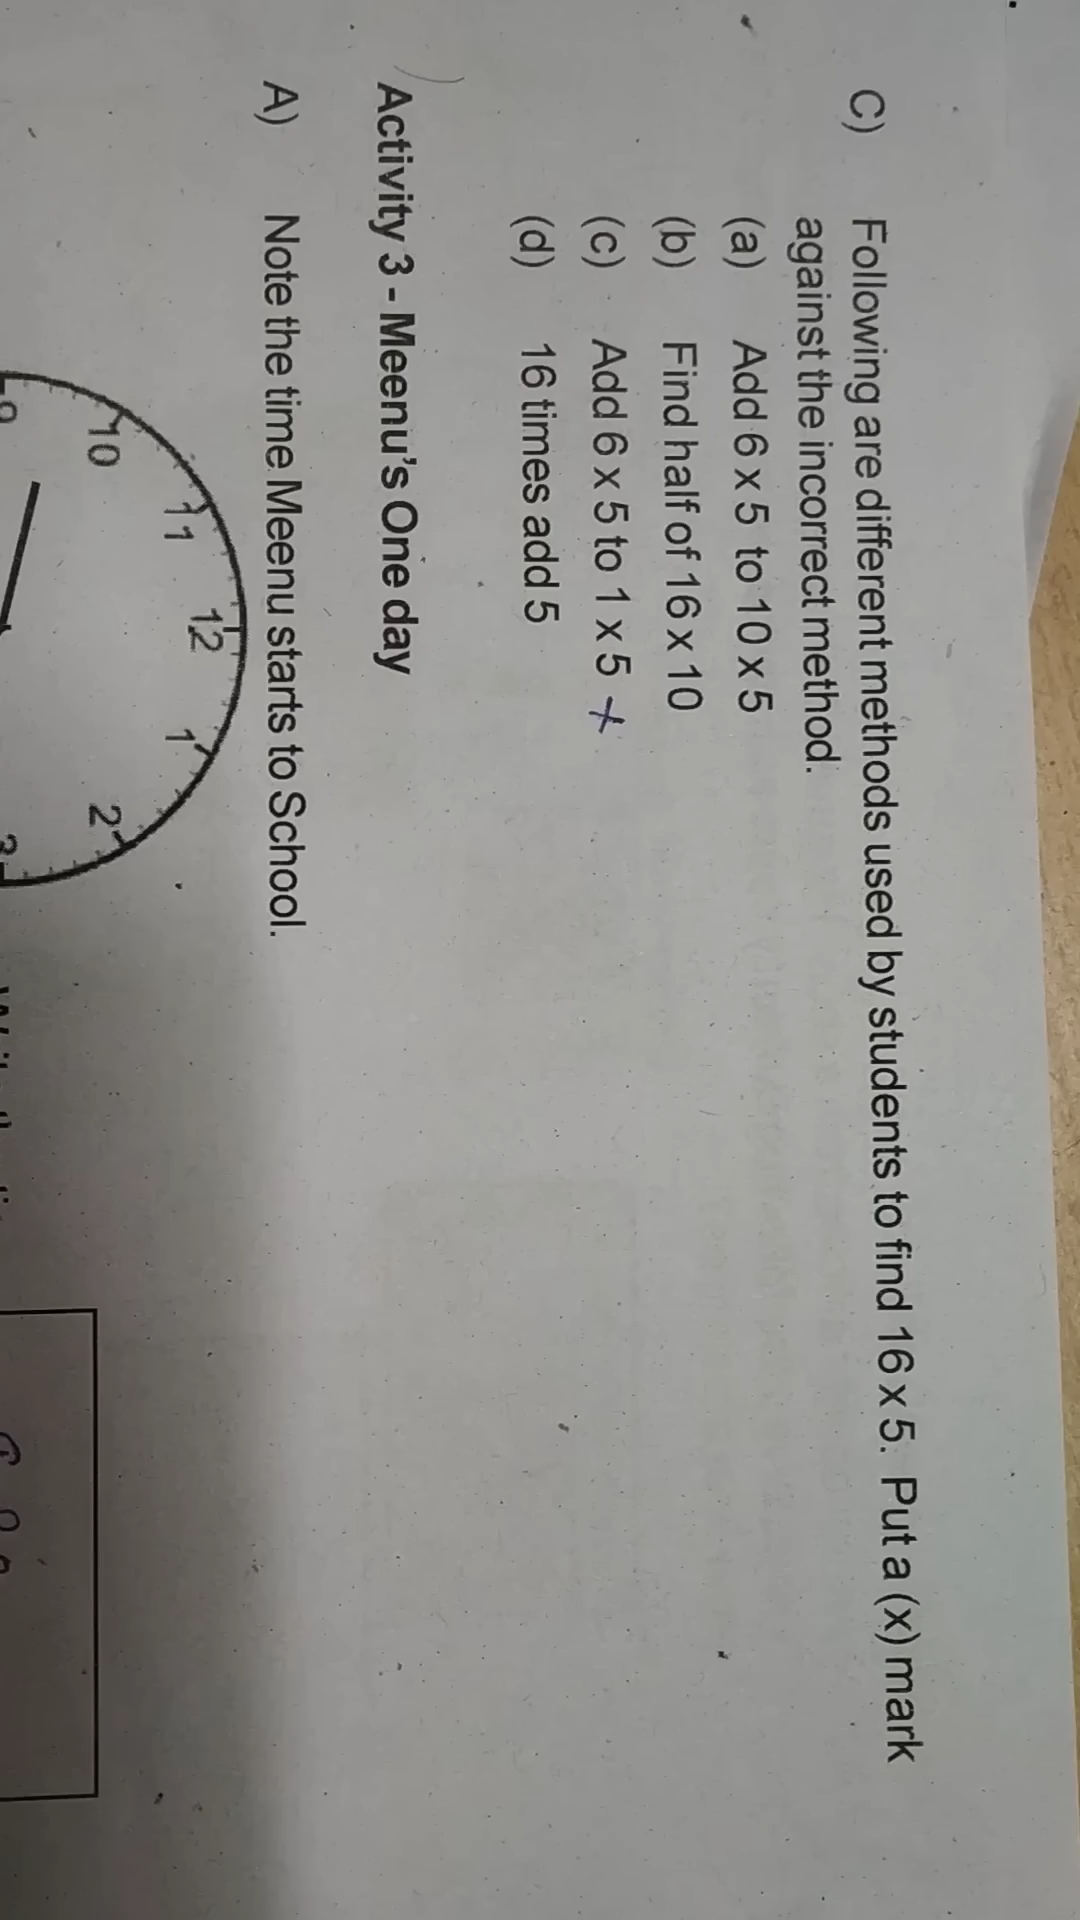 C) Following are different methods used by students to find 16 x 5. Put a (x) mark
against the incorrect method.
(a) Add 6 x 5 to 10 x 5
(b) Find half of 16 x 10
(c) Add 6 x 5 to 1 x 5 x
(d) 16 times add 5
Activity 3 - Meenu's One day
A) Note the time Meenu starts to School.
12
11 1
10 2
9 3